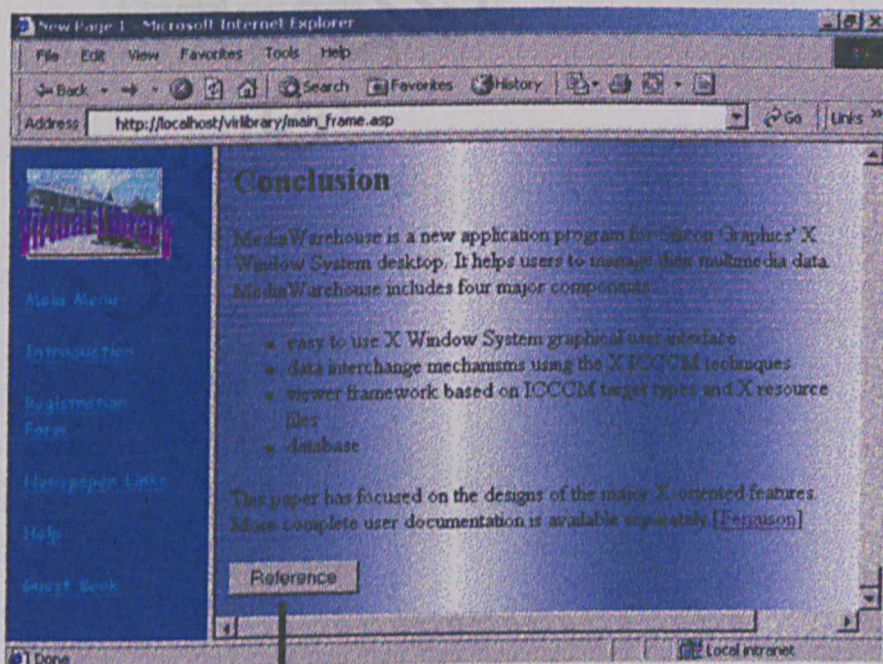 New Page 1 - Microsoft Internet Explorer
File Edit View Favorites Tools Help
Back Search Favorites History
Address http://localhost/virlibrary/main_frame.asp Go Links »
Virtual Library
Main Menu
Introduction
Registration
Form
Newspaper Links
Help
Guest Book
Conclusion
MediaWarehouse is a new application program for Silicon Graphics' X
Window System desktop. It helps users to manage their multimedia data.
MediaWarehouse includes four major components
easy to use X Window System graphical user interface
data interchange mechanisms using the X ICCCM techniques
viewer framework based on ICCCM target types and X resource
files
database
This paper has focused on the designs of the major X-oriented features.
More complete user documentation is available separately.[Ferguson]
Reference
Done Local intranet